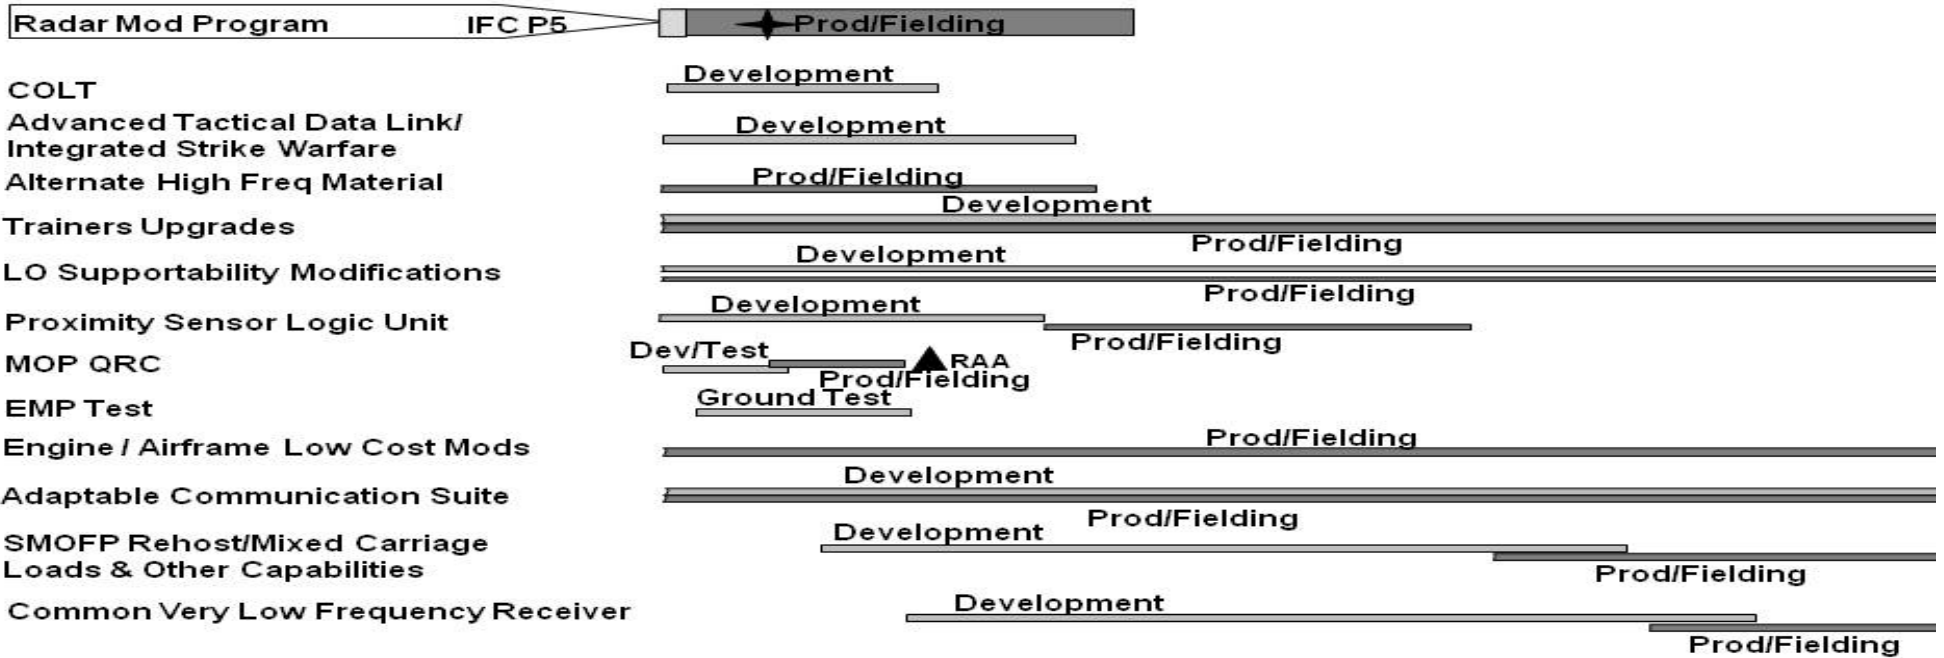 Radar Mod Program IFC P5 Prod/Fielding
Development
COLT
Advanced Tactical Data Link/
Development
Integrated Strike Warfare
Alternate High Freq Material Prod/Fielding
Development
Trainers Upgrades
Prod/Fielding
Development
LO Supportability Modifications
Prod/Fielding
Development
Proximity Sensor Logic Unit
Prod/Fielding
Dev/Test
MOP QRC RAA
Prod/Fielding
Ground Test
EMP Test
Prod/Fielding
Engine / Airframe Low Cost Mods
Development
Adaptable Communication Suite
Prod/Fielding
Development
SMOFP Rehost/Mixed Carriage
Loads & Other Capabilities Prod/Fielding
Development
Common Very Low Frequency Receiver
Prod/Fielding